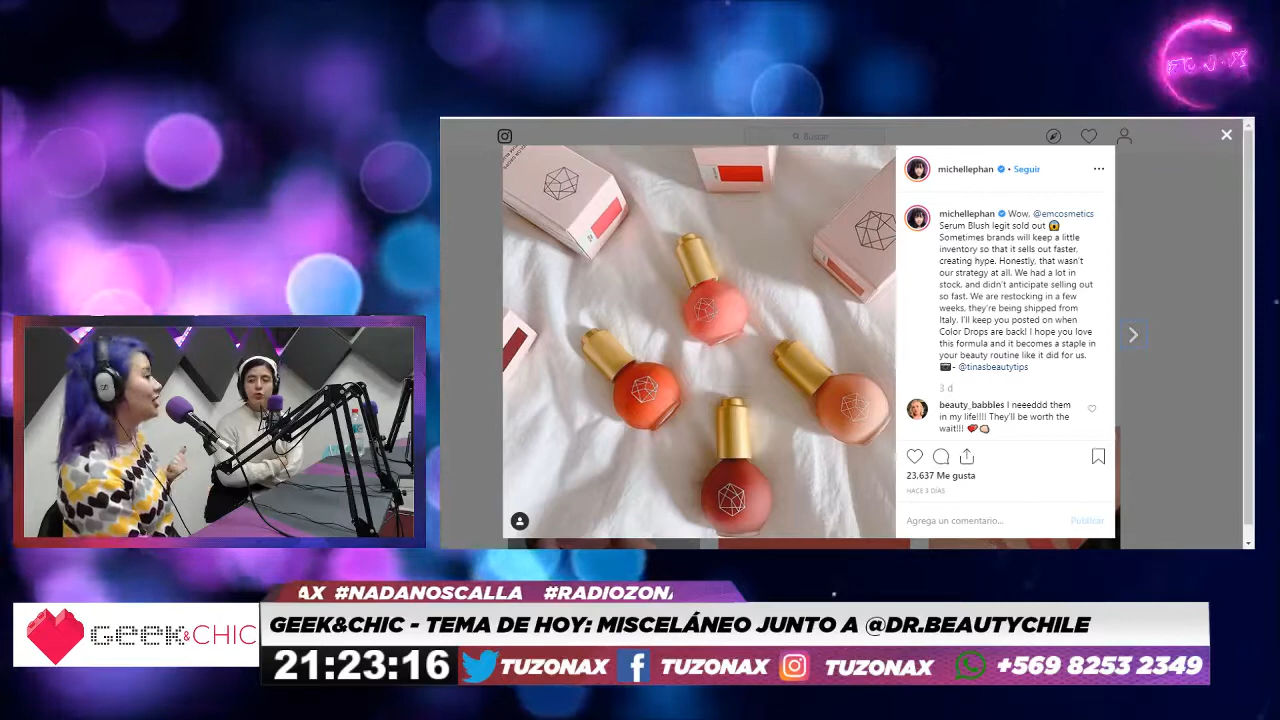 Buscar
michellephan • Seguir
michellephan Wow, @emcosmetics
Serum Blush legit sold out 😱
Sometimes brands will keep a little
inventory so that it sells out faster,
creating hype. Honestly, that wasn't
our strategy at all. We had a lot in
stock, and didn't anticipate selling out
so fast. We are restocking in a few
weeks, they're being shipped from
Italy. I'll keep you posted on when
Color Drops are back! I hope you love
this formula and it becomes a staple in
your beauty routine like it did for us.
📷 - @tinasbeautytips
3 d
beauty_babbles I neeeddd them
in my life!!!! They'll be worth the
wait!!!
23,637 Me gusta
HACE 3 DÍAS
Agrega un comentario...
Publicar
AX #NADANOSCALLA #RADIOZONA
GEEK&CHIC
GEEK&CHIC - TEMA DE HOY: MISCELÁNEO JUNTO A @DR.BEAUTYCHILE
21:23:16 TUZONAX TUZONAX TUZONAX +569 8253 2349